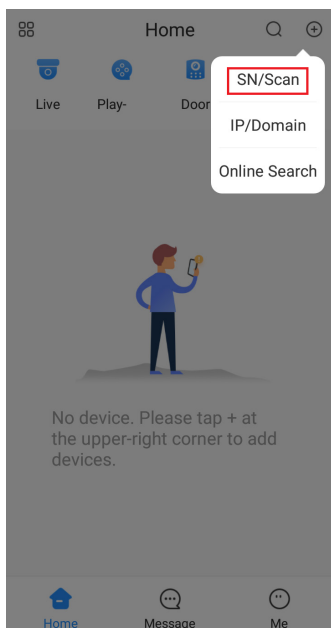 Home
Live
Play-
Door
SN/Scan
IP/Domain
Online Search
No device. Please tap + at
the upper-right corner to add
devices.
Home
Message
Me